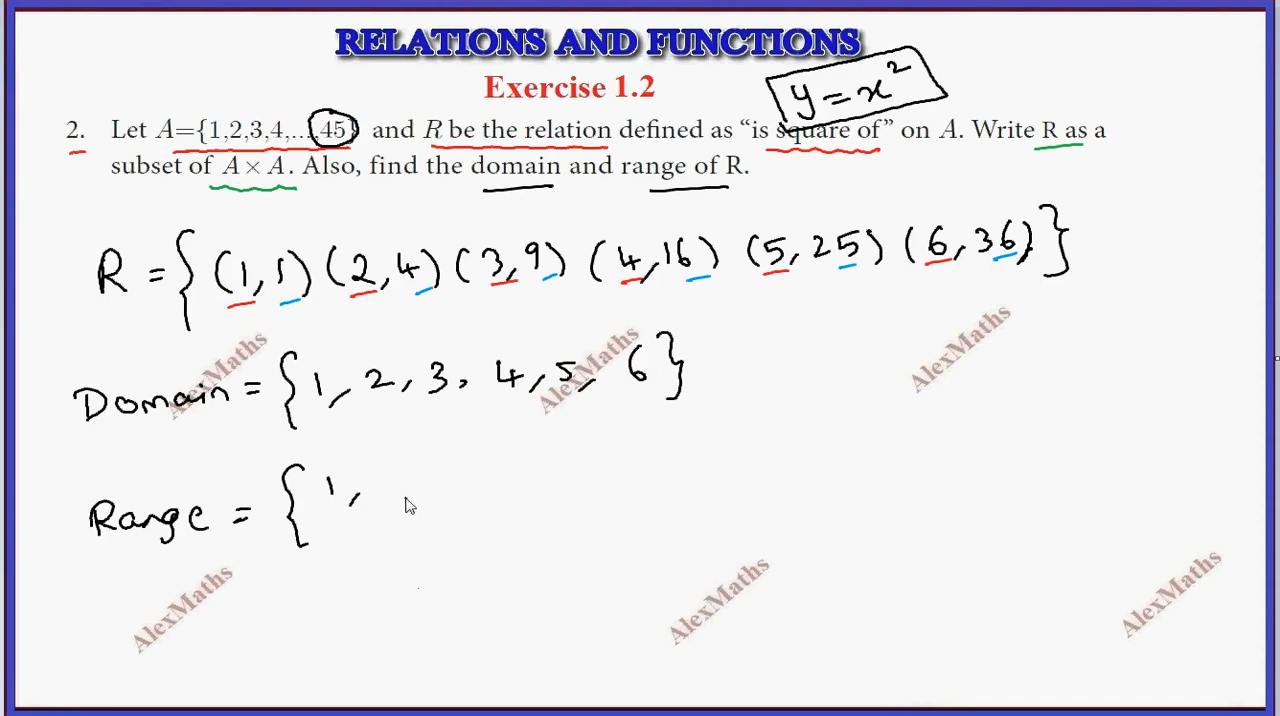 RELATIONS AND FUNCTIONS
Exercise 1.2
y = x²
2. Let A={1,2,3,4,...,45} and R be the relation defined as “is square of” on A. Write R as a
subset of A × A. Also, find the domain and range of R.
R = { (1, 1) (2, 4) (3, 9) (4, 16) (5, 25) (6, 36) }
Domain = { 1, 2, 3, 4, 5, 6 }
Range = { 1,
AlexMaths
AlexMaths
AlexMaths
AlexMaths
AlexMaths
AlexMaths